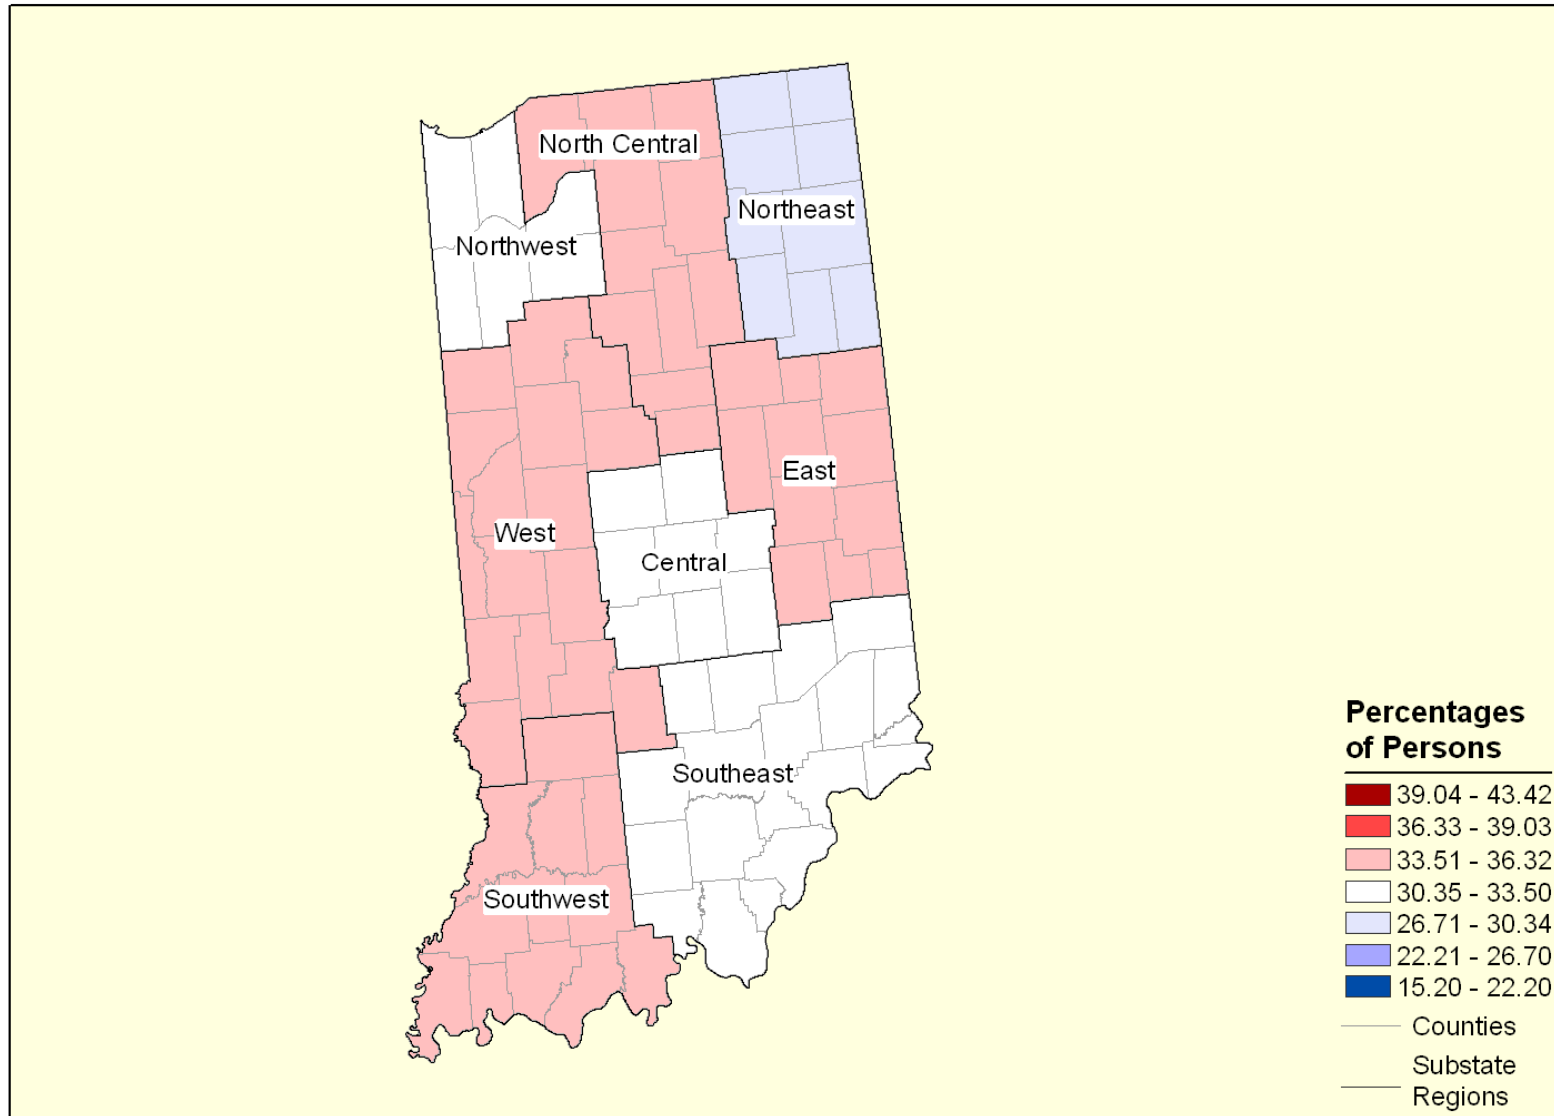 North Central
Northeast
Northwest
East
West
Central
Southeast
Southwest
Percentages
of Persons
39.04 - 43.42
36.33 - 39.03
33.51 - 36.32
30.35 - 33.50
26.71 - 30.34
22.21 - 26.70
15.20 - 22.20
Counties
Substate
Regions